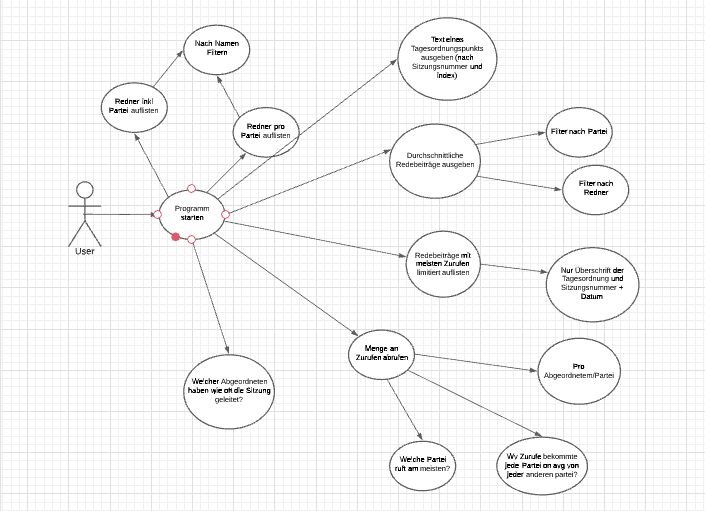 Nach Namen
Filtern
Redner inkl
Partei auflisten
Redner pro
Partei auflisten
Text eines
Tagesordnungspunkts
ausgeben (nach
Sitzungsnummer und
Index)
Durchschnittliche
Redebeiträge ausgeben
Filter nach Partei
Filter nach
Redner
Programm
starten
User
Redebeiträge mit
meisten Zurufen
limitiert auflisten
Nur Überschrift der
Tagesordnung und
Sitzungsnummer +
Datum
Menge an
Zurufen abrufen
Pro
Abgeordnetem/Partei
Welcher Abgeordneten
haben wie oft die Sitzung
geleitet?
Welche Partei
ruft am meisten?
Wv Zurufe bekommte
jede Partei on avg von
jeder anderen partei?